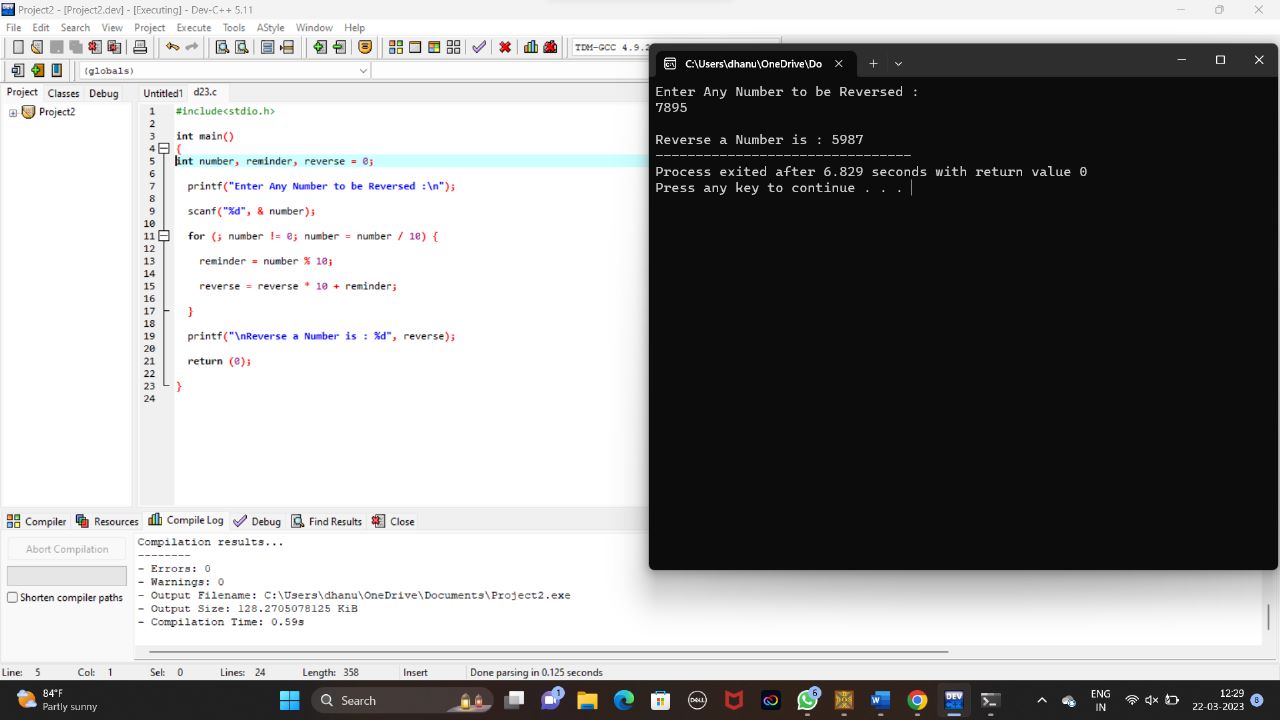 Project2 - [Project2.dev] - [Executing] - Dev-C++ 5.11
File Edit Search View Project Execute Tools AStyle Window Help
TDM-GCC 4.9.2
(globals)
Project Classes Debug
Project2
Untitled1 d23.c
1 #include<stdio.h>
2
3 int main()
4 {
5 int number, reminder, reverse = 0;
6
7 printf("Enter Any Number to be Reversed :\n");
8
9 scanf("%d", & number);
10
11 for (; number != 0; number = number / 10) {
12
13 reminder = number % 10;
14
15 reverse = reverse * 10 + reminder;
16
17 }
18
19 printf("\nReverse a Number is : %d", reverse);
20
21 return (0);
22
23 }
24
C:\Users\dhanu\OneDrive\Do
Enter Any Number to be Reversed :
7895
Reverse a Number is : 5987
--------------------------------
Process exited after 6.829 seconds with return value 0
Press any key to continue . . .
Compiler Resources Compile Log Debug Find Results Close
Abort Compilation
Shorten compiler paths
Compilation results...
--------
- Errors: 0
- Warnings: 0
- Output Filename: C:\Users\dhanu\OneDrive\Documents\Project2.exe
- Output Size: 128.2705078125 KiB
- Compilation Time: 0.59s
Line: 5 Col: 1 Sel: 0 Lines: 24 Length: 358 Insert Done parsing in 0.125 seconds
84°F
Partly sunny
Search
1
DELL
6
W
DEV
ENG
IN
12:29
22-03-2023
8